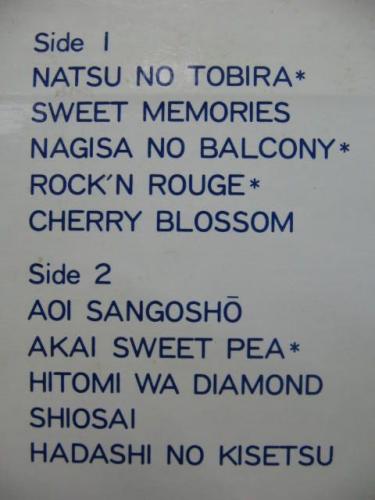 Side 1
NATSU NO TOBIRA*
SWEET MEMORIES
NAGISA NO BALCONY*
ROCK'N ROUGE*
CHERRY BLOSSOM
Side 2
AOI SANGOSHŌ
AKAI SWEET PEA*
HITOMI WA DIAMOND
SHIOSAI
HADASHI NO KISETSU